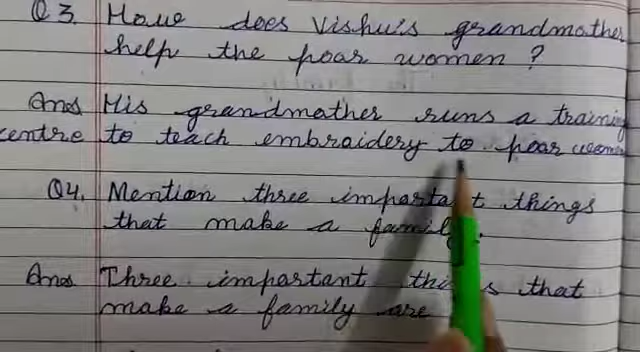 Q 3. How does Vishu's grandmother
help the poor women ?
Ans His grandmother runs a training
centre to teach embroidery to poor women
Q4. Mention three important things
that make a family.
Ans Three important things that
make a family are